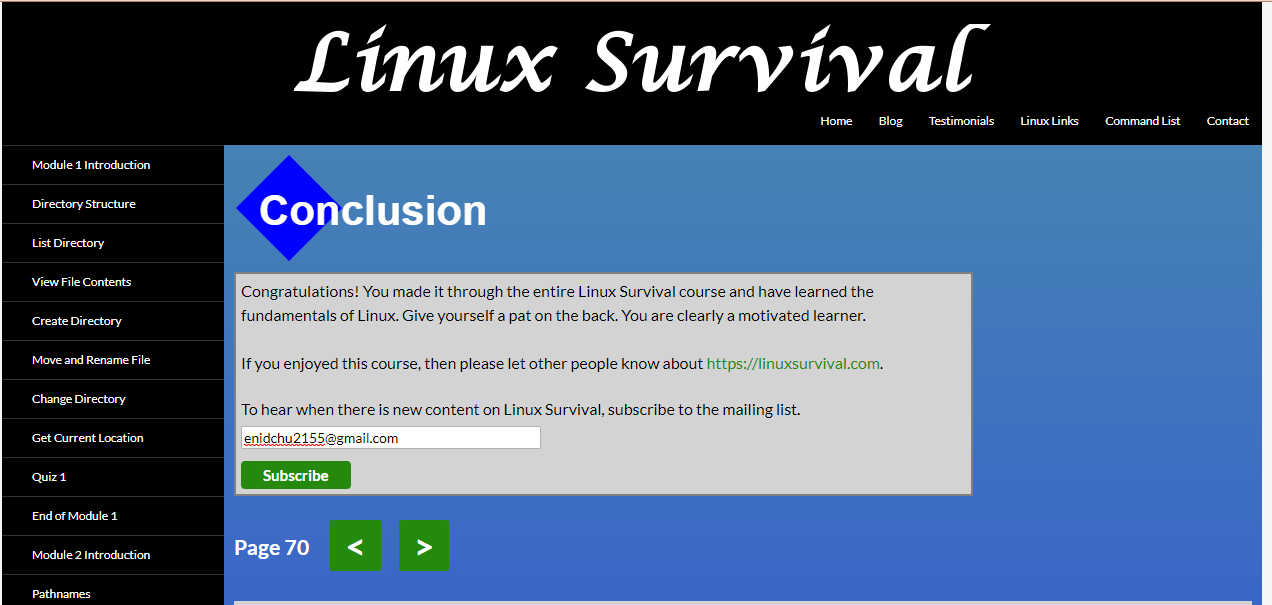 Linux Survival
Home Blog Testimonials Linux Links Command List Contact
Module 1 Introduction
Directory Structure
List Directory
View File Contents
Create Directory
Move and Rename File
Change Directory
Get Current Location
Quiz 1
End of Module 1
Module 2 Introduction
Pathnames
Conclusion
Congratulations! You made it through the entire Linux Survival course and have learned the
fundamentals of Linux. Give yourself a pat on the back. You are clearly a motivated learner.
If you enjoyed this course, then please let other people know about https://linuxsurvival.com.
To hear when there is new content on Linux Survival, subscribe to the mailing list.
enidchu2155@gmail.com
Subscribe
Page 70 < >